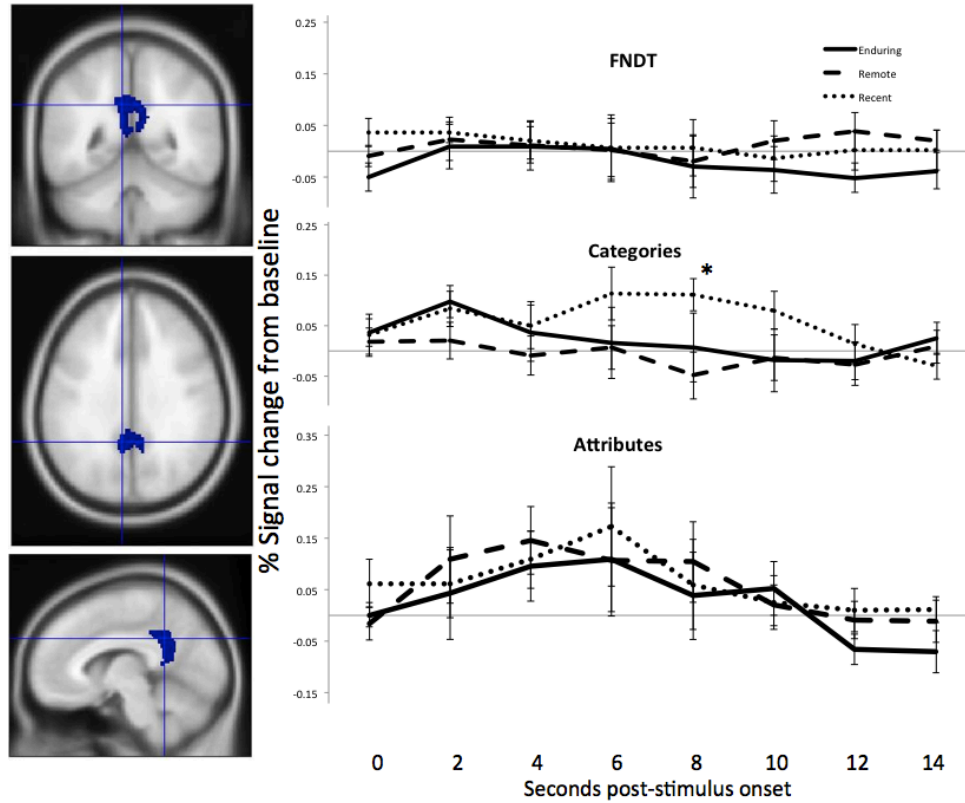 0.25
FNDT
Enduring
Remote
Recent
0.05
-0.05
% Signal change from baseline
0.25
Categories
0.15
*
0.05
-0.05
0.35
Attributes
0.25
0.15
0.05
-0.05
-0.15
0 2 4 6 8 10 12 14
Seconds post-stimulus onset